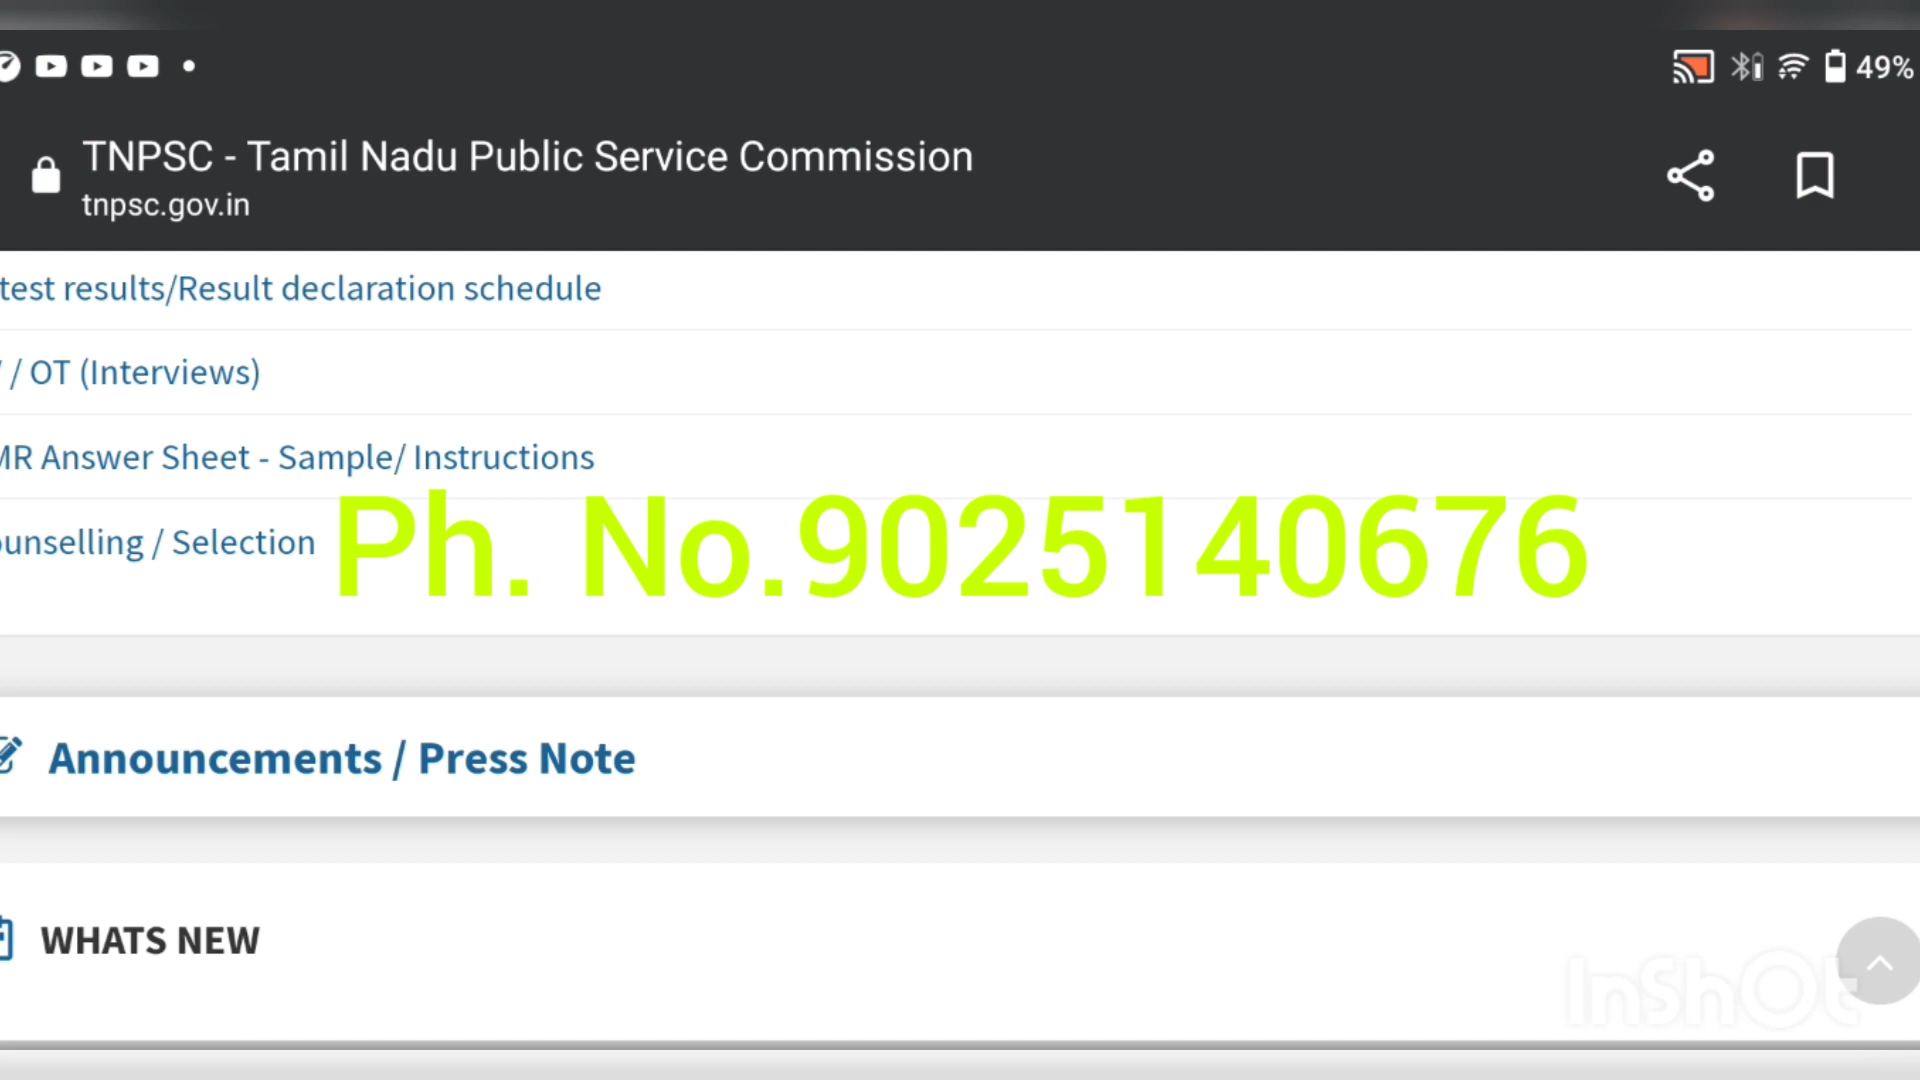 49%
TNPSC - Tamil Nadu Public Service Commission
tnpsc.gov.in
test results/Result declaration schedule
/ OT (Interviews)
MR Answer Sheet - Sample/ Instructions
ounselling / Selection
Ph. No.9025140676
Announcements / Press Note
WHATS NEW
InShOt